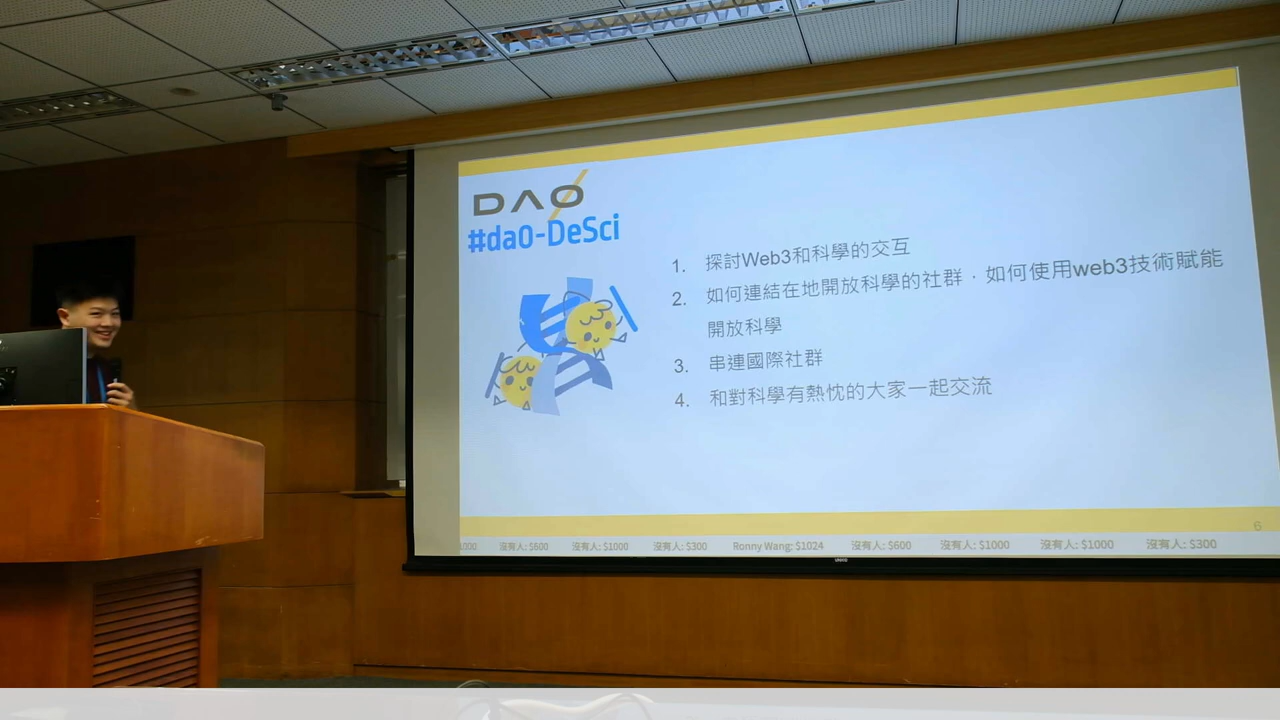 DAO
#da0-DeSci
1. 探討Web3和科學的交互
2. 如何連結在地開放科學的社群，如何使用web3技術賦能
開放科學
3. 串連國際社群
4. 和對科學有熱忱的大家一起交流
6
000 沒有人: $600 沒有人: $1000 沒有人: $300 Ronny Wang: $1024 沒有人: $600 沒有人: $1000 沒有人: $1000 沒有人: $300